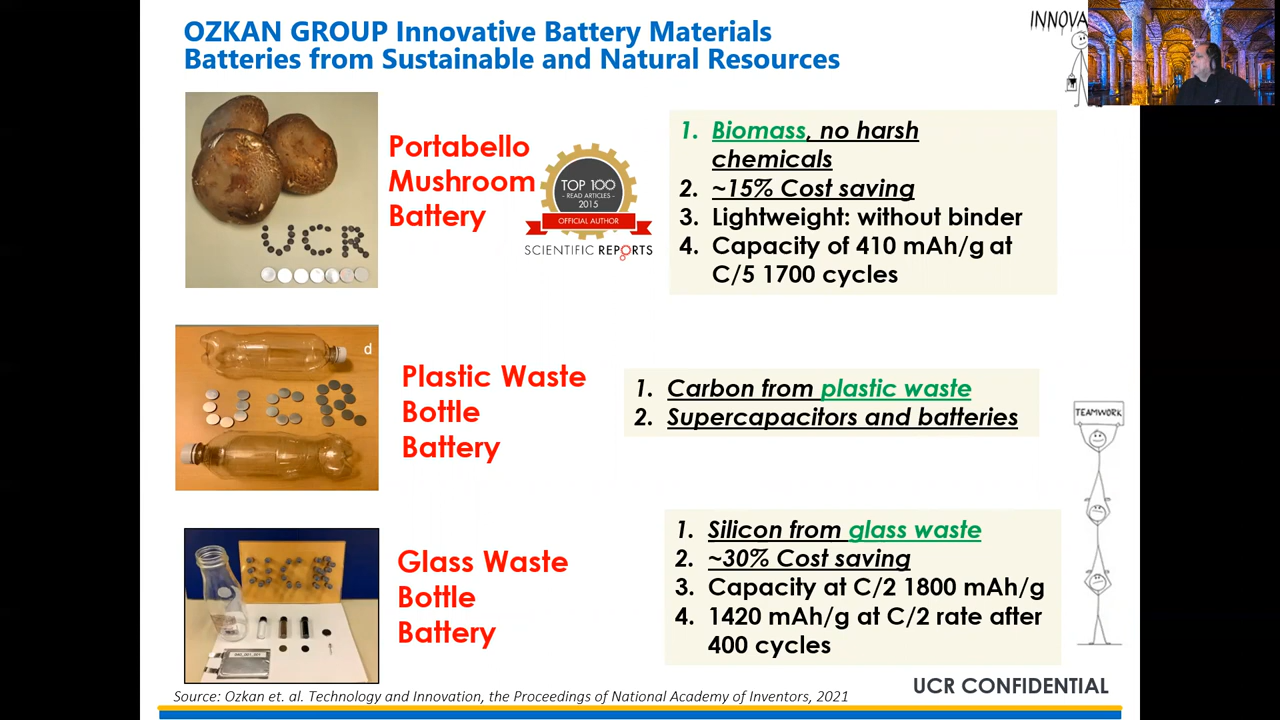 OZKAN GROUP Innovative Battery Materials
Batteries from Sustainable and Natural Resources
INNOVA
Portabello
Mushroom
Battery
TOP 100
- READ ARTICLES -
2015
OFFICIAL AUTHOR
SCIENTIFIC REPORTS
UCR
1. Biomass, no harsh
chemicals
2. ~15% Cost saving
3. Lightweight: without binder
4. Capacity of 410 mAh/g at
C/5 1700 cycles
d
UCR
Plastic Waste
Bottle
Battery
1. Carbon from plastic waste
2. Supercapacitors and batteries
TEAMWORK
UCR
Glass Waste
Bottle
Battery
1. Silicon from glass waste
2. ~30% Cost saving
3. Capacity at C/2 1800 mAh/g
4. 1420 mAh/g at C/2 rate after
400 cycles
Source: Ozkan et. al. Technology and Innovation, the Proceedings of National Academy of Inventors, 2021
UCR CONFIDENTIAL